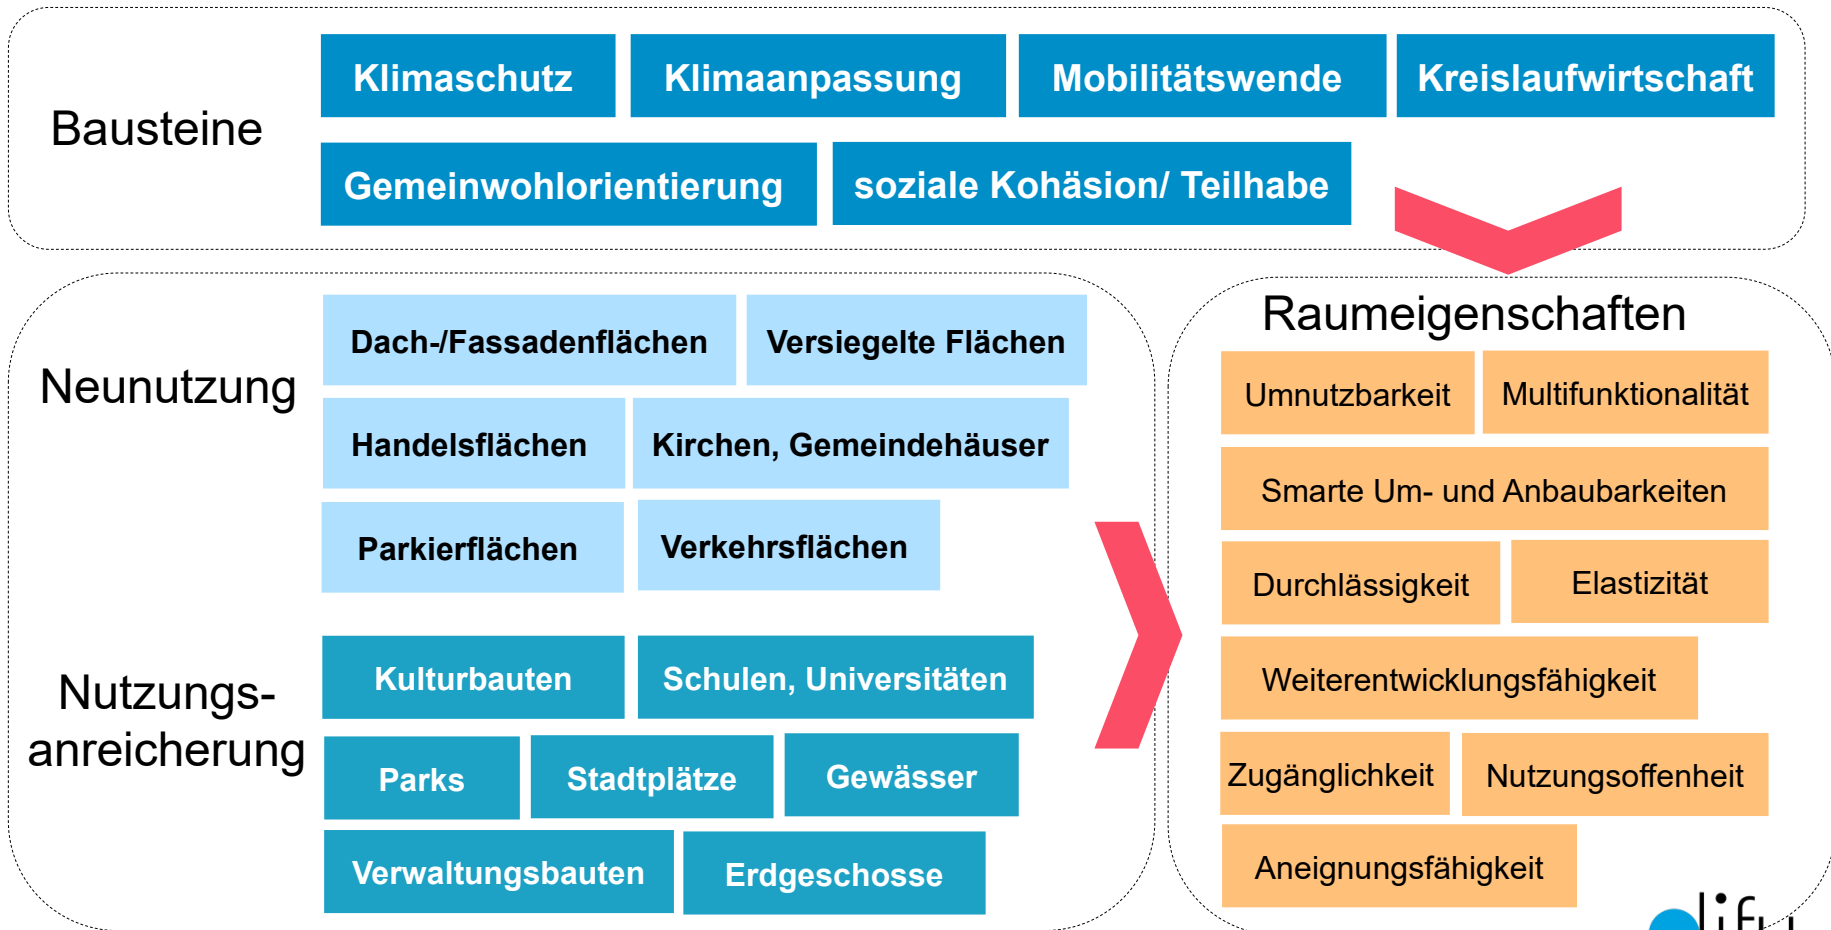 Bausteine
Klimaschutz
Klimaanpassung
Mobilitätswende
Kreislaufwirtschaft
Gemeinwohlorientierung
soziale Kohäsion/ Teilhabe
Neunutzung
Dach-/Fassadenflächen
Versiegelte Flächen
Handelsflächen
Kirchen, Gemeindehäuser
Parkierflächen
Verkehrsflächen
Nutzungs-
anreicherung
Kulturbauten
Schulen, Universitäten
Parks
Stadtplätze
Gewässer
Verwaltungsbauten
Erdgeschosse
Raumeigenschaften
Umnutzbarkeit
Multifunktionalität
Smarte Um- und Anbaubarkeiten
Durchlässigkeit
Elastizität
Weiterentwicklungsfähigkeit
Zugänglichkeit
Nutzungsoffenheit
Aneignungsfähigkeit